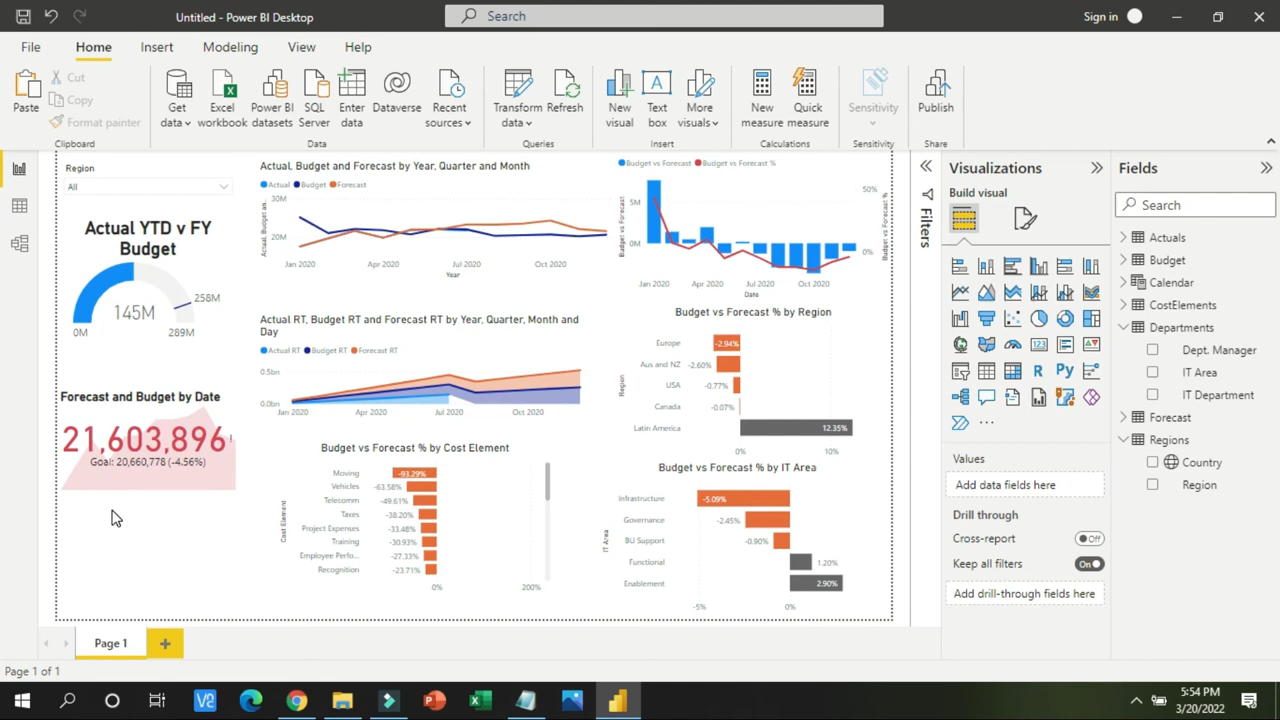 Untitled - Power BI Desktop
Search
Sign in
File
Home
Insert
Modeling
View
Help
Paste
Cut
Copy
Format painter
Clipboard
Get data
Excel workbook
Power BI datasets
SQL Server
Enter data
Dataverse
Recent sources
Data
Transform data
Refresh
Queries
New visual
Text box
More visuals
Insert
New measure
Quick measure
Calculations
Sensitivity
Sensitivity
Publish
Share
Region
All
Actual YTD v FY
Budget
145M
258M
0M
289M
Forecast and Budget by Date
21,603,896!
Goal: 20,660,778 (-4.56%)
Actual, Budget and Forecast by Year, Quarter and Month
Actual Budget Forecast
30M
20M
Jan 2020 Apr 2020 Jul 2020 Oct 2020
Year
Actual RT, Budget RT and Forecast RT by Year, Quarter, Month and
Day
Actual RT Budget RT Forecast RT
0.5bn
0.0bn
Jan 2020 Apr 2020 Jul 2020 Oct 2020
Budget vs Forecast % by Cost Element
Cost Element
Moving -93.29%
Vehicles -63.58%
Telecomm -49.61%
Taxes -38.20%
Project Expenses -33.48%
Training -30.93%
Employee Perfo... -27.33%
Recognition -23.71%
0% 200%
Budget vs Forecast Budget vs Forecast %
Budget vs Forecast
5M
0M
50%
0%
Budget vs Forecast %
Jan 2020 Apr 2020 Jul 2020 Oct 2020
Date
Budget vs Forecast % by Region
Region
Europe -2.94%
Aus and NZ -2.60%
USA -0.77%
Canada -0.07%
Latin America 12.35%
0% 10%
Budget vs Forecast % by IT Area
IT Area
Infrastructure -5.09%
Governance -2.45%
BU Support -0.90%
Functional 1.20%
Enablement 2.90%
-5% 0%
Filters
Visualizations
Build visual
R
Py
123
Values
Add data fields here
Drill through
Cross-report
Off
Keep all filters
On
Add drill-through fields here
Fields
Search
Actuals
Budget
Calendar
CostElements
Departments
Dept. Manager
IT Area
IT Department
Forecast
Regions
Country
Region
Page 1
Page 1 of 1
5:54 PM
3/20/2022